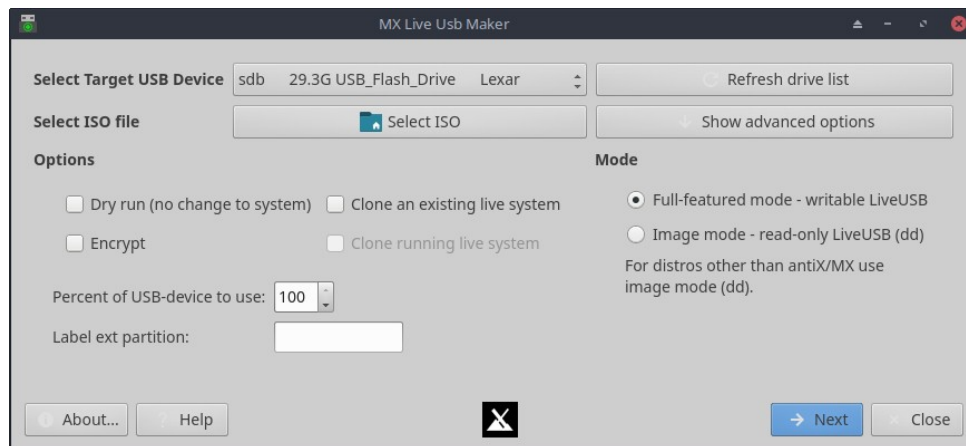 MX Live Usb Maker
Select Target USB Device sdb 29.3G USB_Flash_Drive Lexar Refresh drive list
Select ISO file Select ISO Show advanced options
Options Mode
Dry run (no change to system) Clone an existing live system Full-featured mode - writable LiveUSB
Encrypt Clone running live system Image mode - read-only LiveUSB (dd)
For distros other than antiX/MX use
image mode (dd).
Percent of USB-device to use: 100
Label ext partition:
About... Help Next Close